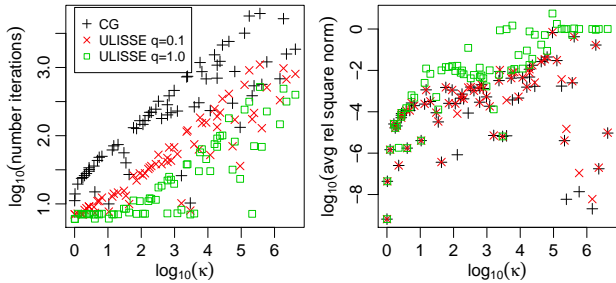 CG
ULISSE q=0.1
ULISSE q=1.0
log10(number iterations)
3.0
2.0
1.0
0 1 2 3 4 5 6
log10(κ)
log10(avg rel square norm)
0
-2
-4
-6
-8
0 1 2 3 4 5 6
log10(κ)